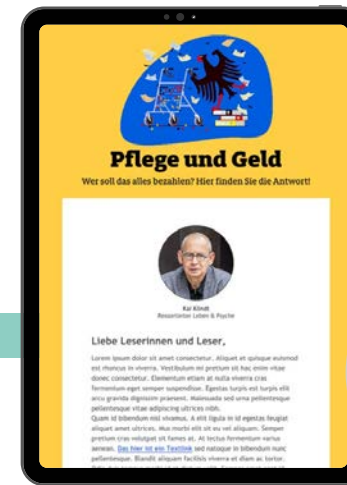 Pflege und Geld
Wer soll das alles bezahlen? Hier finden Sie die Antwort!
Kai Klindt
Ressortleiter Leben & Psyche
Liebe Leserinnen und Leser,
Lorem ipsum dolor sit amet consectetur. Aliquet et quisque euismod
est rhoncus in viverra. Vestibulum mi pretium sit hac enim vitae
donec consectetur. Elementum etiam at nulla viverra cras
fermentum eget semper suspendisse. Egestas turpis est turpis elit
arcu gravida dignissim praesent. Malesuada sed urna pellentesque
pellentesque vitae adipiscing ultrices nibh.
Quam id bibendum nisl vivamus. A elit ligula in id egestas feugiat
aliquet amet ultrices. Mus morbi elit sit eu vel aliquam. Semper
pretium cras volutpat sit fames at. At lectus fermentum varius
aenean. Das hier ist ein Textlink sed natoque in bibendum nunc
pellentesque. Blandit aliquam facilisis viverra et diam ac tortor.